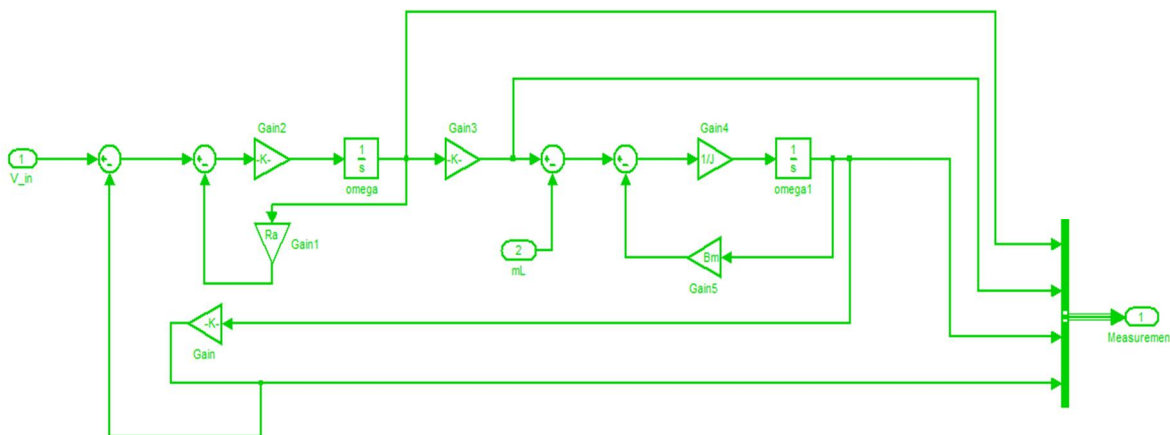 Gain2
Gain3
Gain4
1
V_in
+
-
+
-
-K-
1
s
omega
-K-
+
-
+
-
1/J
1
s
omega1
Ra
Gain1
2
mL
Bm
Gain5
-K-
Gain
1
Measuremen